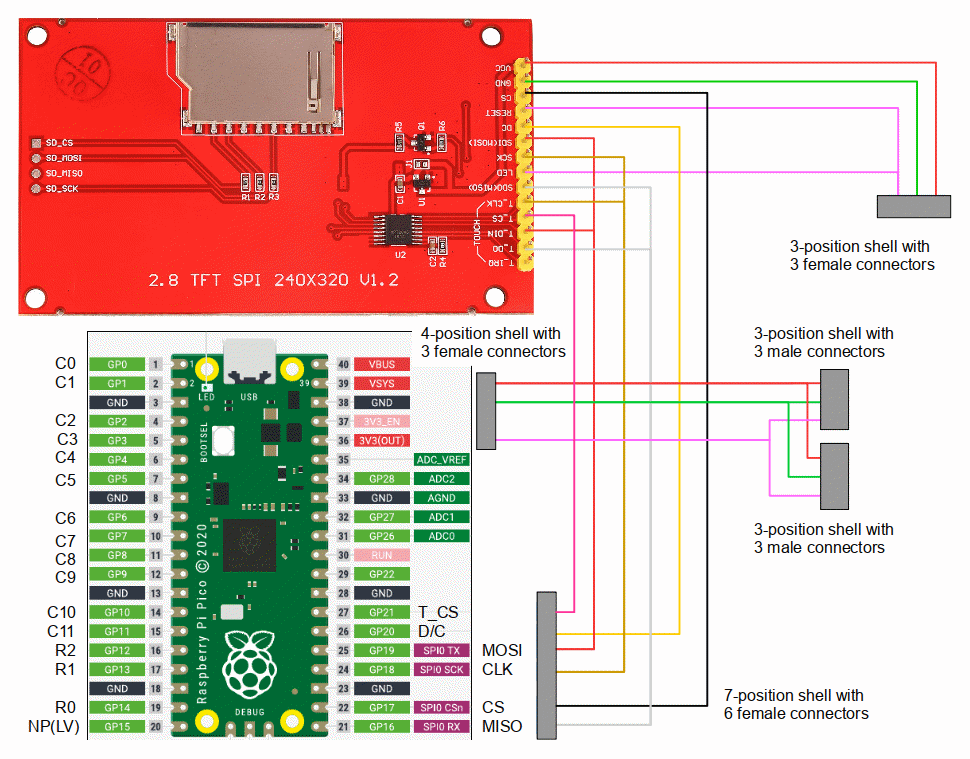 10
30
VCC
GND
CS
RESET
DC
SDI(MOSI)
SCK
LED
SDO(MISO)
T_CLK
T_CS
T_DIN
T_DO
T_IRQ
TOUCH
SD_CS
SD_MOSI
SD_MISO
SD_SCK
R1 R2 R3
R5
Q1
R6
J1
C1
U1
U2
C2
R4
2.8 TFT SPI 240X320 V1.2
3-position shell with
3 female connectors
4-position shell with
3 female connectors
3-position shell with
3 male connectors
3-position shell with
3 male connectors
7-position shell with
6 female connectors
C0 GP0 1
C1 GP1 2
GND 3
C2 GP2 4
C3 GP3 5
C4 GP4 6
C5 GP5 7
GND 8
C6 GP6 9
C7 GP7 10
C8 GP8 11
C9 GP9 12
GND 13
C10 GP10 14
C11 GP11 15
R2 GP12 16
R1 GP13 17
GND 18
R0 GP14 19
NP(LV) GP15 20
1
2
39
LED
USB
BOOTSEL
Raspberry Pi Pico © 2020
DEBUG
40 VBUS
39 VSYS
38 GND
37 3V3_EN
36 3V3(OUT)
35 ADC_VREF
34 GP28 ADC2
33 GND AGND
32 GP27 ADC1
31 GP26 ADC0
30 RUN
29 GP22
28 GND
27 GP21 T_CS
26 GP20 D/C
25 GP19 SPI0 TX MOSI
24 GP18 SPI0 SCK CLK
23 GND
22 GP17 SPI0 CSn CS
21 GP16 SPI0 RX MISO